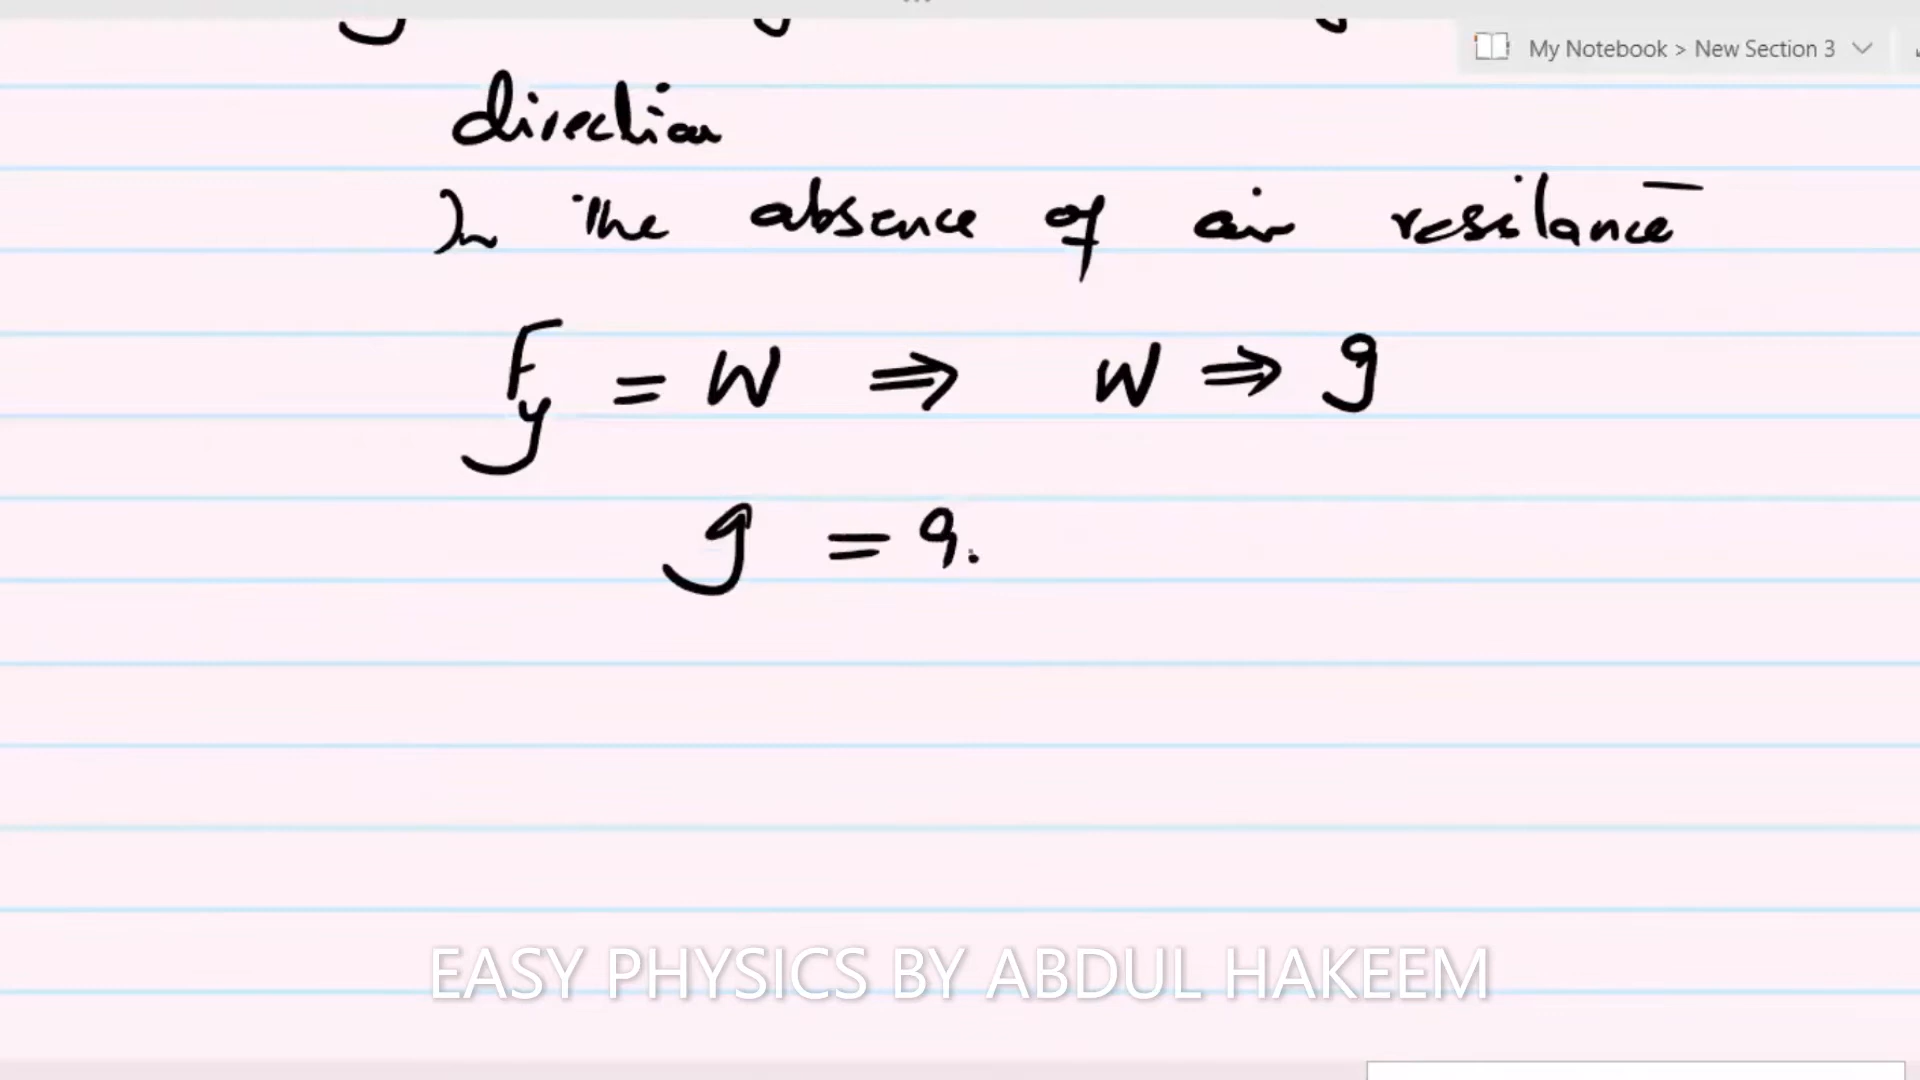 My Notebook > New Section 3
direction
In the absence of air resistance
Fy = W ⇒ W ⇒ g
g = 9.
EASY PHYSICS BY ABDUL HAKEEM